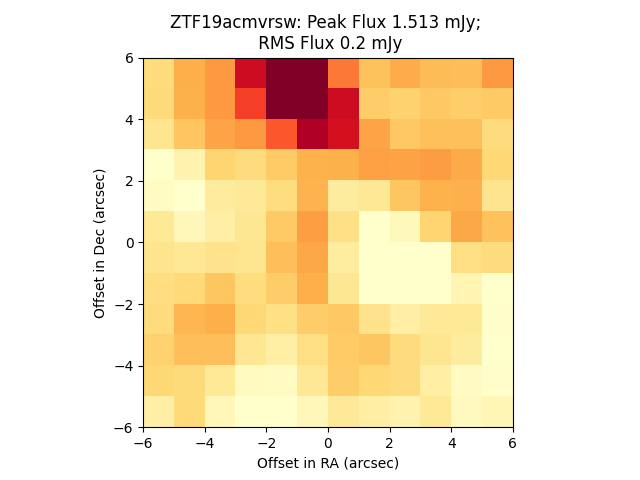 ZTF19acmvrsw: Peak Flux 1.513 mJy;
RMS Flux 0.2 mJy
6
4
2
0
−2
−4
−6
Offset in Dec (arcsec)
−6 −4 −2 0 2 4 6
Offset in RA (arcsec)